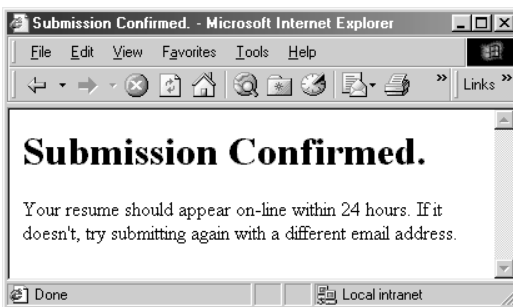 Submission Confirmed. - Microsoft Internet Explorer
File Edit View Favorites Tools Help
» Links »
Submission Confirmed.
Your resume should appear on-line within 24 hours. If it
doesn't, try submitting again with a different email address.
Done Local intranet